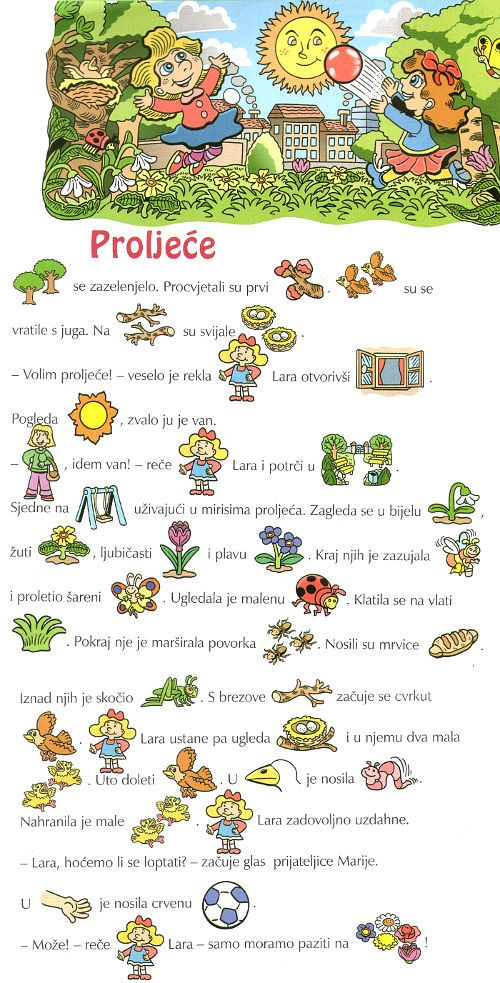 Proljeće
se zazelenjelo. Procvjetali su prvi . su se
vratile s juga. Na su svijale .
– Volim proljeće! – veselo je rekla Lara otvorivši .
Pogleda , zvalo ju je van.
– , idem van! – reče Lara i potrči u .
Sjedne na uživajući u mirisima proljeća. Zagleda se u bijelu ,
žuti , ljubičasti i plavu . Kraj njih je zazujala
i proletio šareni . Ugledala je malenu . Klatila se na vlati
. Pokraj nje je marširala povorka . Nosili su mrvice .
Iznad njih je skočio . S brezove začuje se cvrkut
. Lara ustane pa ugleda i u njemu dva mala
. Uto doleti . U je nosila .
Nahranila je male . Lara zadovoljno uzdahne.
– Lara, hoćemo li se loptati? – začuje glas prijateljice Marije.
U je nosila crvenu .
– Može! – reče Lara – samo moramo paziti na !